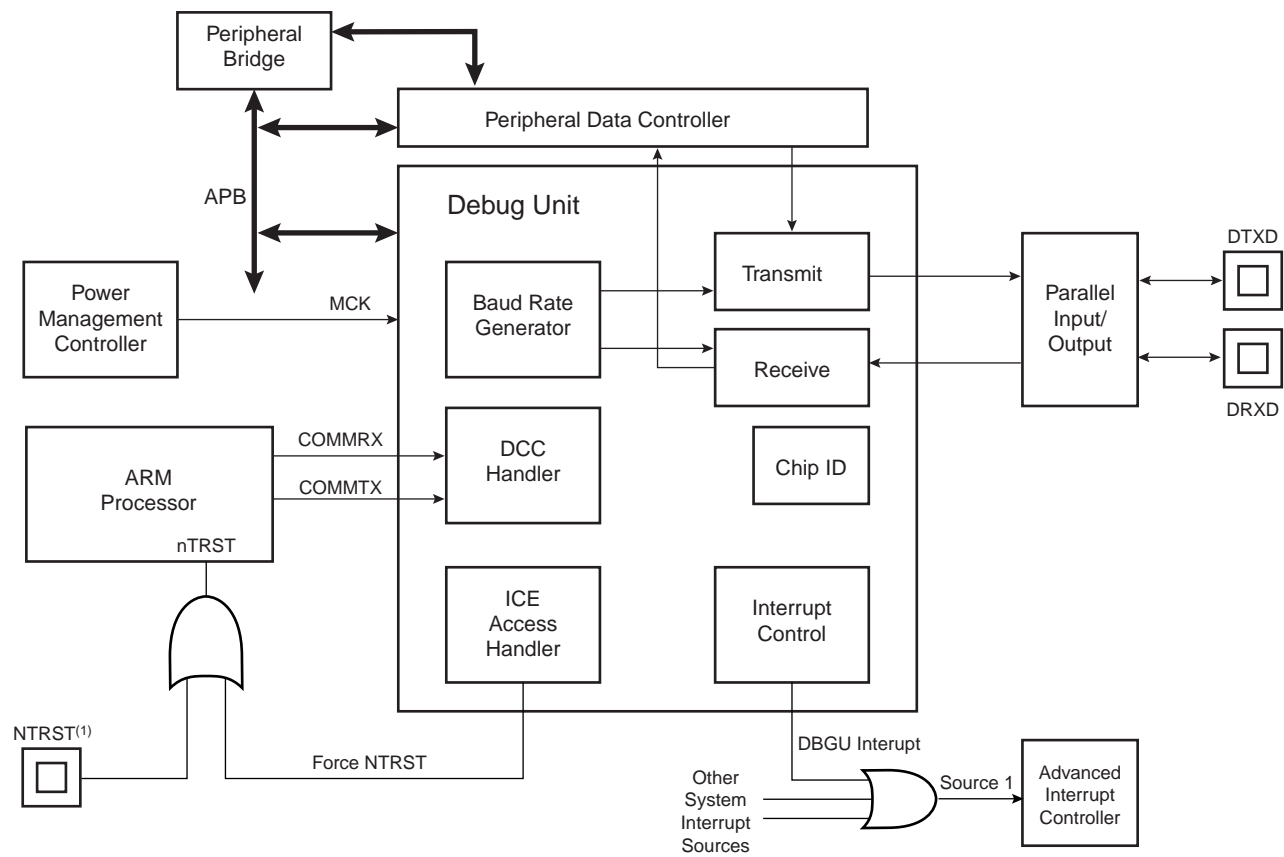 Peripheral
Bridge
Peripheral Data Controller
APB
Debug Unit
Power
Management
Controller
MCK
Baud Rate
Generator
Transmit
Receive
Parallel
Input/
Output
DTXD
DRXD
ARM
Processor
nTRST
COMMRX
COMMTX
DCC
Handler
Chip ID
ICE
Access
Handler
Interrupt
Control
NTRST(1)
Force NTRST
DBGU Interupt
Other
System
Interrupt
Sources
Source 1
Advanced
Interrupt
Controller